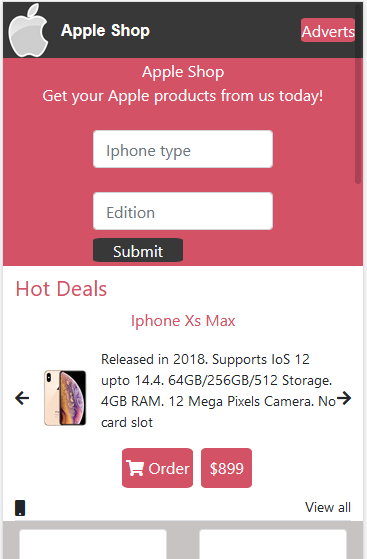 Apple Shop
Adverts
Apple Shop
Get your Apple products from us today!
Iphone type
Edition
Submit
Hot Deals
Iphone Xs Max
Released in 2018. Supports IoS 12
upto 14.4. 64GB/256GB/512 Storage.
4GB RAM. 12 Mega Pixels Camera. No
card slot
Order
$899
View all